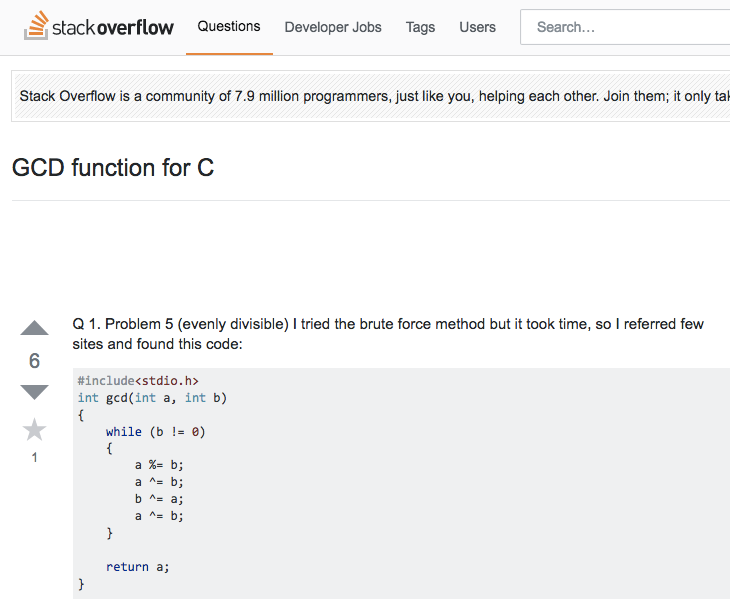 stackoverflow Questions Developer Jobs Tags Users Search...
Stack Overflow is a community of 7.9 million programmers, just like you, helping each other. Join them; it only
GCD function for C
Q 1. Problem 5 (evenly divisible) I tried the brute force method but it took time, so I referred few
6 sites and found this code:
#include<stdio.h>
int gcd(int a, int b)
{
while (b != 0)
1 {
a %= b;
a ^= b;
b ^= a;
a ^= b;
}
return a;
}